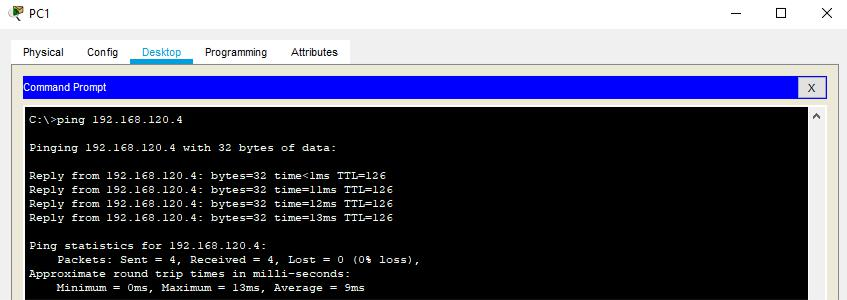 PC1
Physical Config Desktop Programming Attributes
Command Prompt X
C:\>ping 192.168.120.4
Pinging 192.168.120.4 with 32 bytes of data:
Reply from 192.168.120.4: bytes=32 time<1ms TTL=126
Reply from 192.168.120.4: bytes=32 time=11ms TTL=126
Reply from 192.168.120.4: bytes=32 time=12ms TTL=126
Reply from 192.168.120.4: bytes=32 time=13ms TTL=126
Ping statistics for 192.168.120.4:
Packets: Sent = 4, Received = 4, Lost = 0 (0% loss),
Approximate round trip times in milli-seconds:
Minimum = 0ms, Maximum = 13ms, Average = 9ms